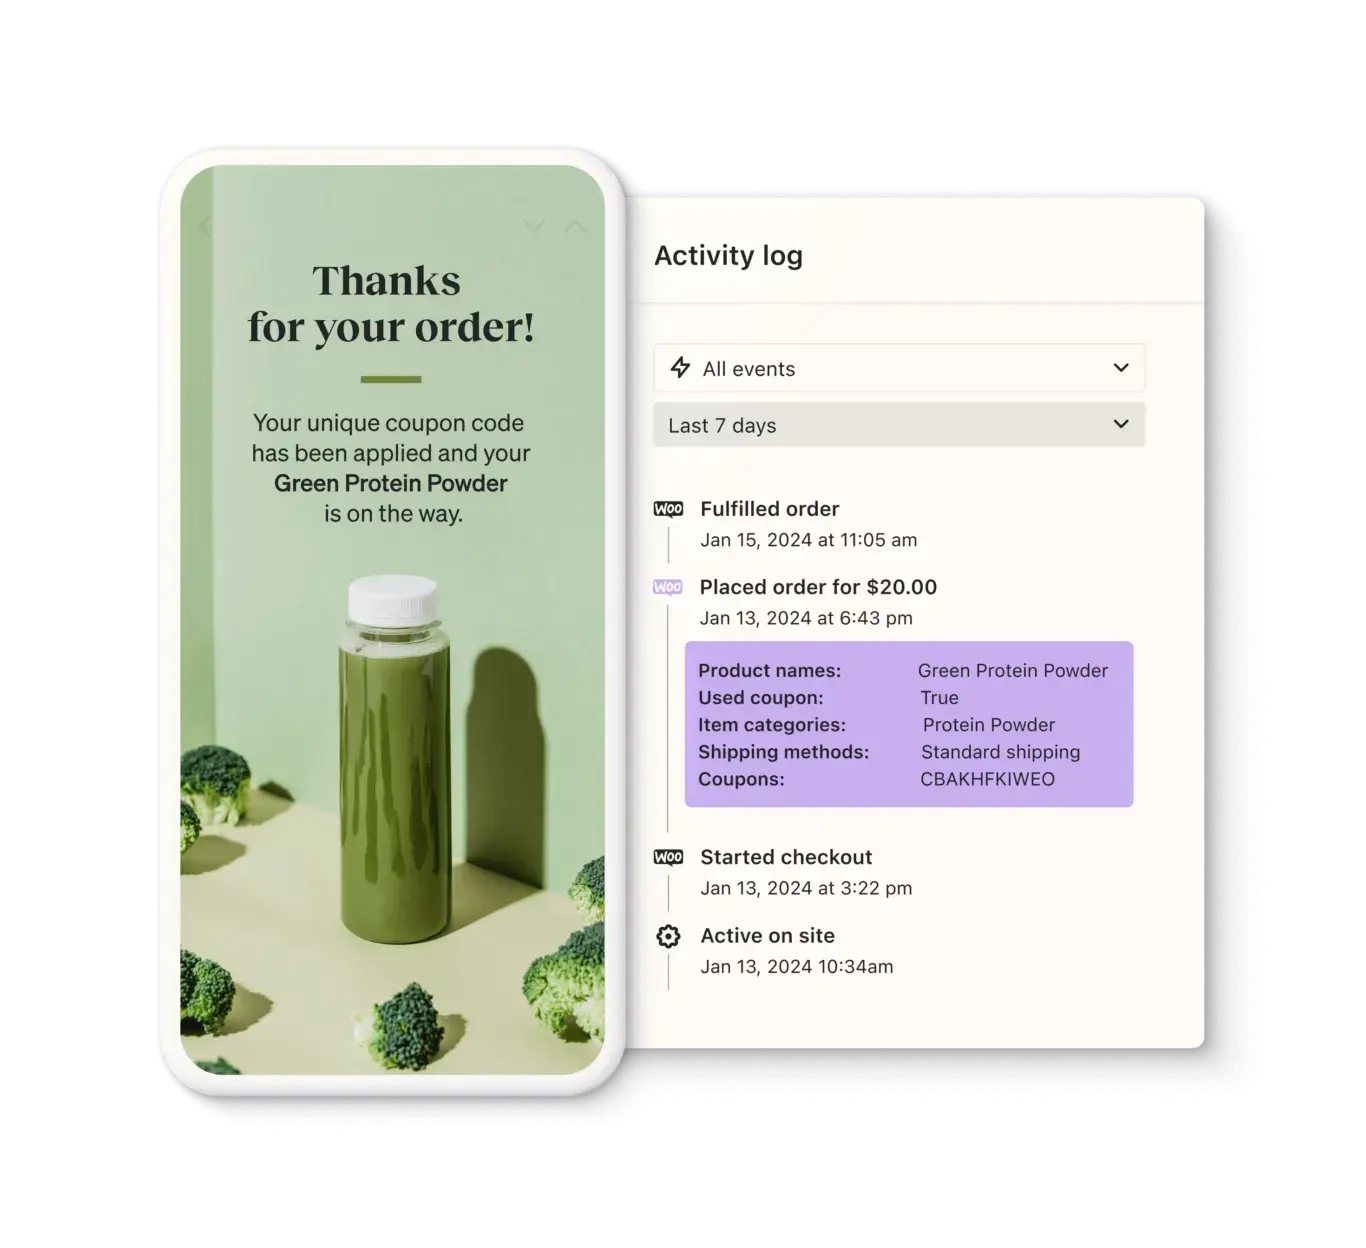 Thanks
for your order!
Your unique coupon code
has been applied and your
Green Protein Powder
is on the way.
Activity log
All events
Last 7 days
Woo Fulfilled order
Jan 15, 2024 at 11:05 am
Woo Placed order for $20.00
Jan 13, 2024 at 6:43 pm
Product names: Green Protein Powder
Used coupon: True
Item categories: Protein Powder
Shipping methods: Standard shipping
Coupons: CBAKHFKIWEO
Woo Started checkout
Jan 13, 2024 at 3:22 pm
Active on site
Jan 13, 2024 10:34am